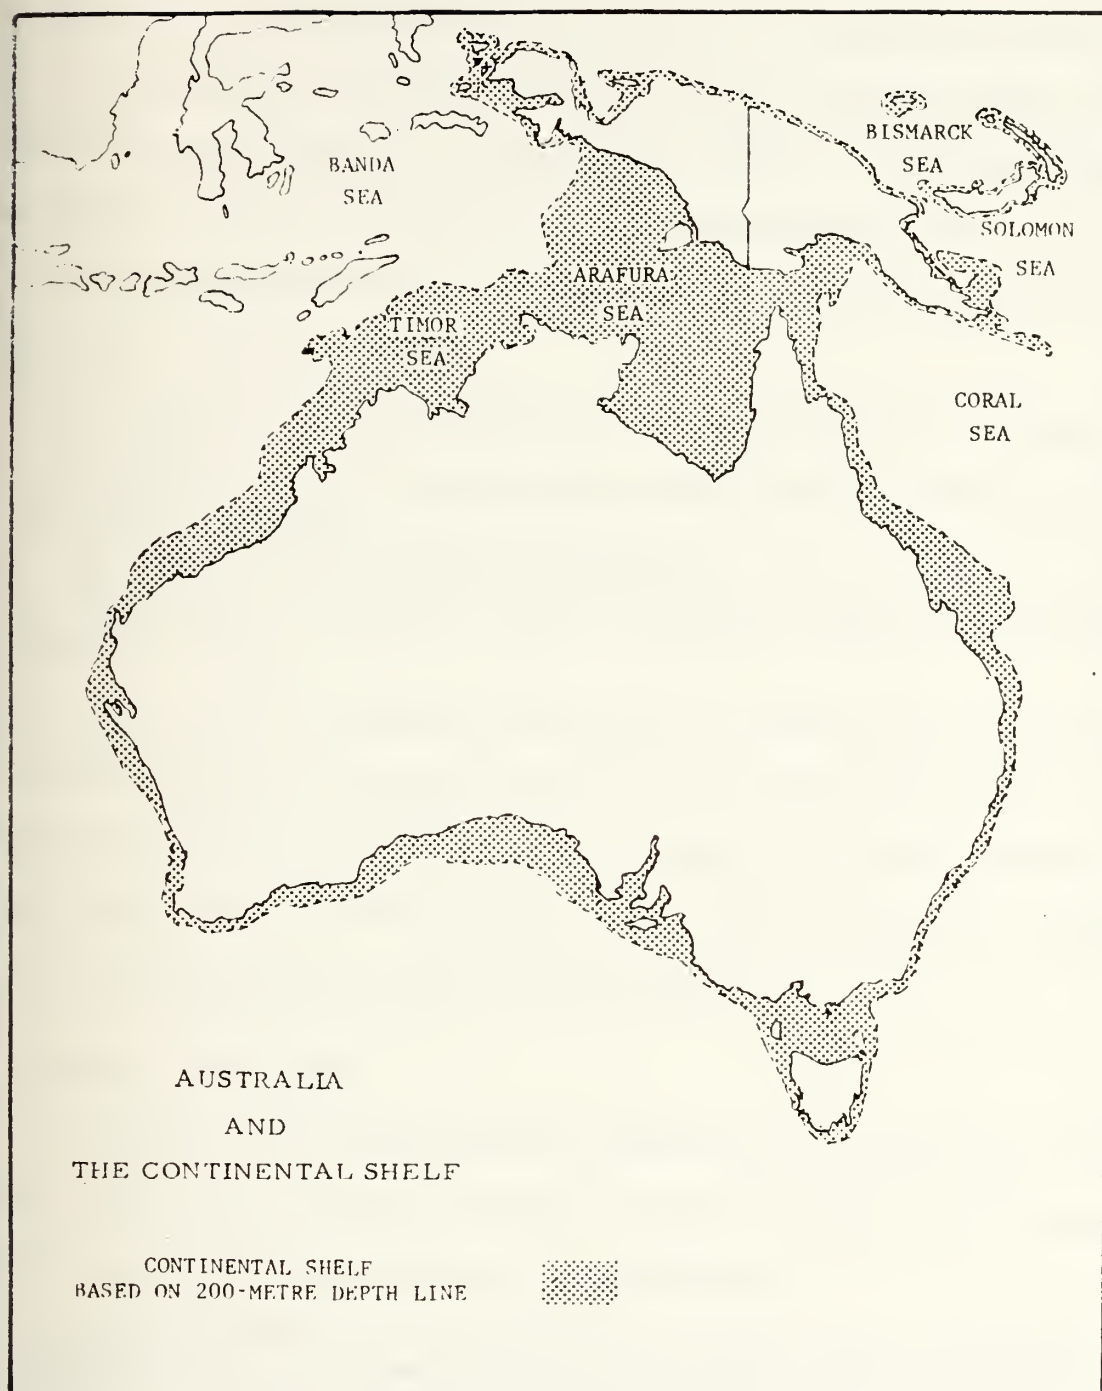 BISMARCK
SEA
BANDA
SEA
SOLOMON
SEA
ARAFURA
SEA
TIMOR
SEA
CORAL
SEA
AUSTRALIA
AND
THE CONTINENTAL SHELF
CONTINENTAL SHELF
BASED ON 200-METRE DEPTH LINE